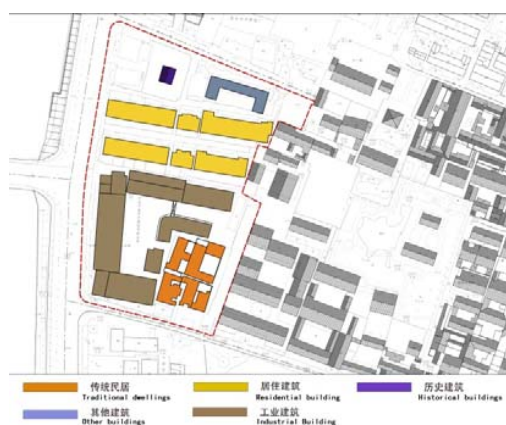 传统民居
Traditional dwellings
居住建筑
Residential building
历史建筑
Historical buildings
其他建筑
Other buildings
工业建筑
Industrial Building